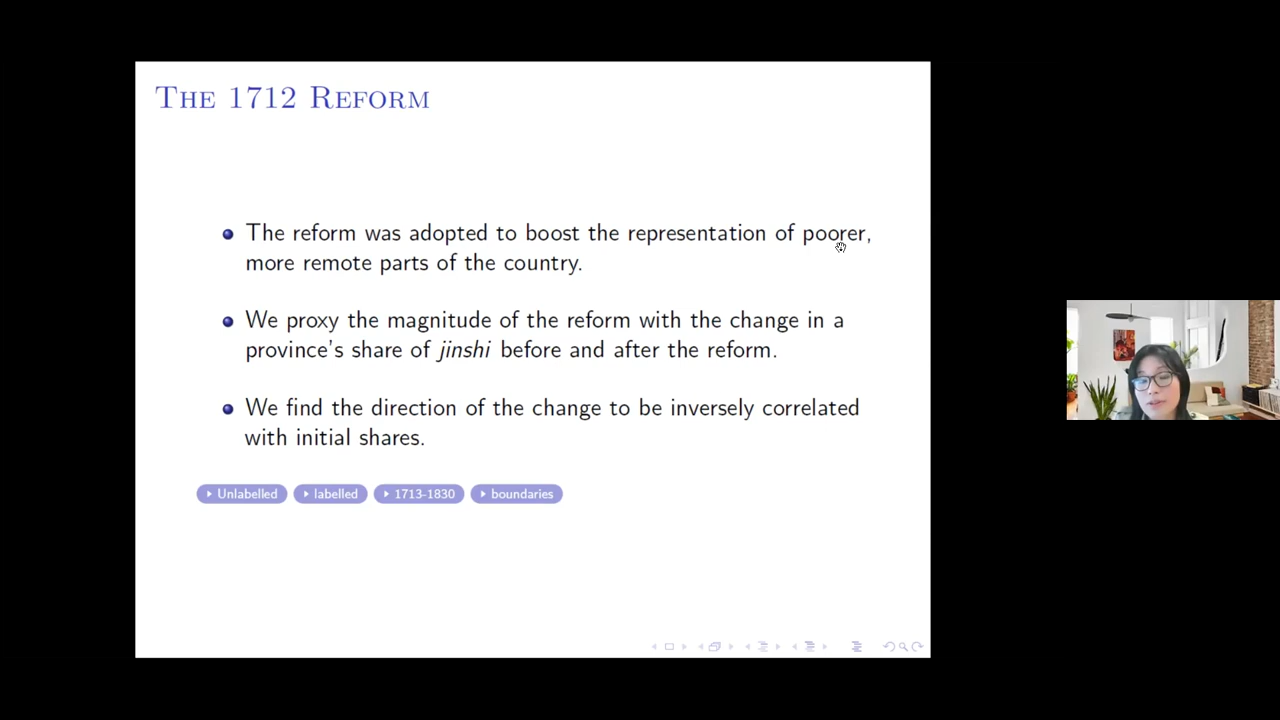 The 1712 Reform
The reform was adopted to boost the representation of poorer,
more remote parts of the country.
We proxy the magnitude of the reform with the change in a
province's share of jinshi before and after the reform.
We find the direction of the change to be inversely correlated
with initial shares.
Unlabelled labelled 1713-1830 boundaries